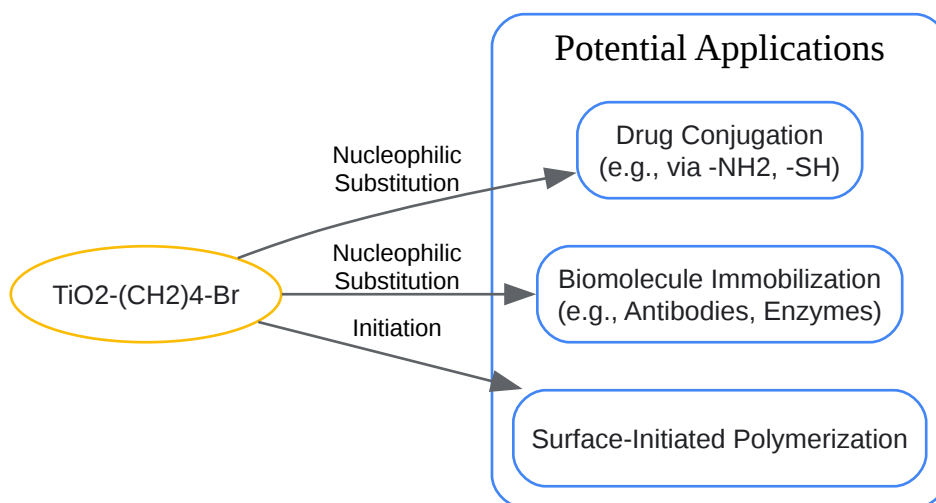 Potential Applications
Drug Conjugation
(e.g., via -NH2, -SH)
Nucleophilic
Substitution
Nucleophilic
Substitution
TiO2-(CH2)4-Br
Biomolecule Immobilization
(e.g., Antibodies, Enzymes)
Initiation
Surface-Initiated Polymerization